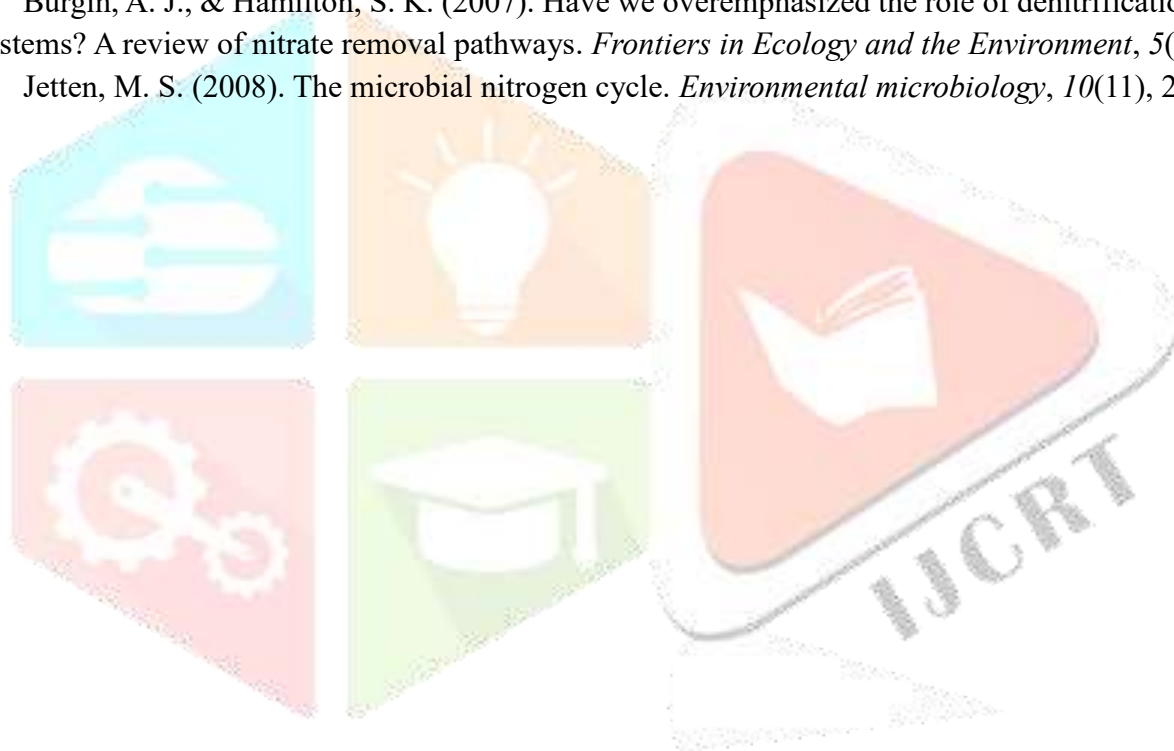 Burgin, A. J., & Hamilton, S. K. (2007). Have we overemphasized the role of denitrificatio
stems? A review of nitrate removal pathways. Frontiers in Ecology and the Environment, 5(
Jetten, M. S. (2008). The microbial nitrogen cycle. Environmental microbiology, 10(11), 2
IJCRT